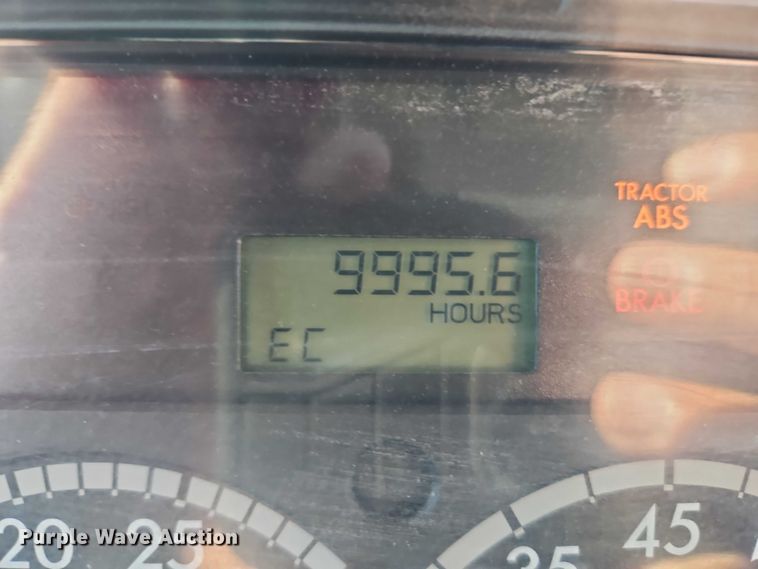 TRACTOR
ABS
9995.6
BRAKE
HOURS
EC
20
25
35
45
Purple Wave Auction